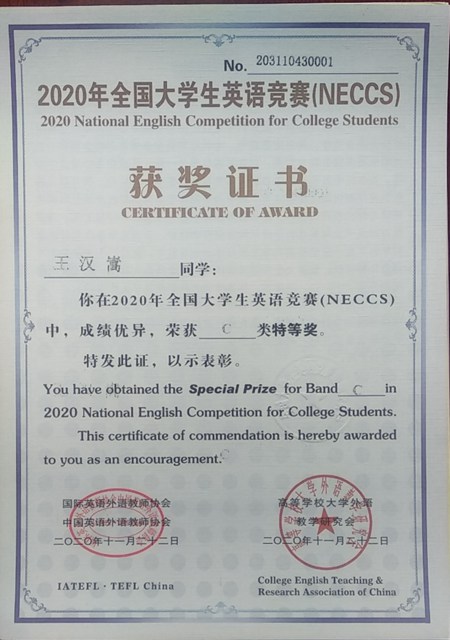 No. 203110430001
2020年全国大学生英语竞赛(NECCS)
2020 National English Competition for College Students
获奖证书
CERTIFICATE OF AWARD
王汉嵩 同学:
你在2020年全国大学生英语竞赛(NECCS)
中，成绩优异，荣获 C 类特等奖。
特发此证，以示表彰。
You have obtained the Special Prize for Band C in
2020 National English Competition for College Students.
This certificate of commendation is hereby awarded
to you as an encouragement.
国际英语外语教师协会
中国英语外语教师协会
二〇二〇年十一月二十二日
IATEFL · TEFL China
高等学校大学外语
教学研究会
二〇二〇年十一月二十二日
College English Teaching &
Research Association of China